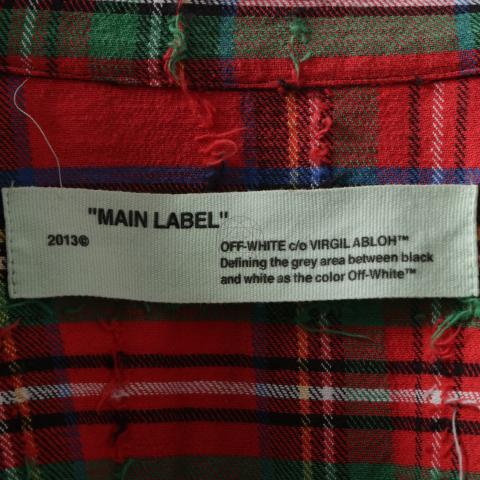 "MAIN LABEL"
2013©
OFF-WHITE c/o VIRGIL ABLOH™
Defining the grey area between black
and white as the color Off-White™